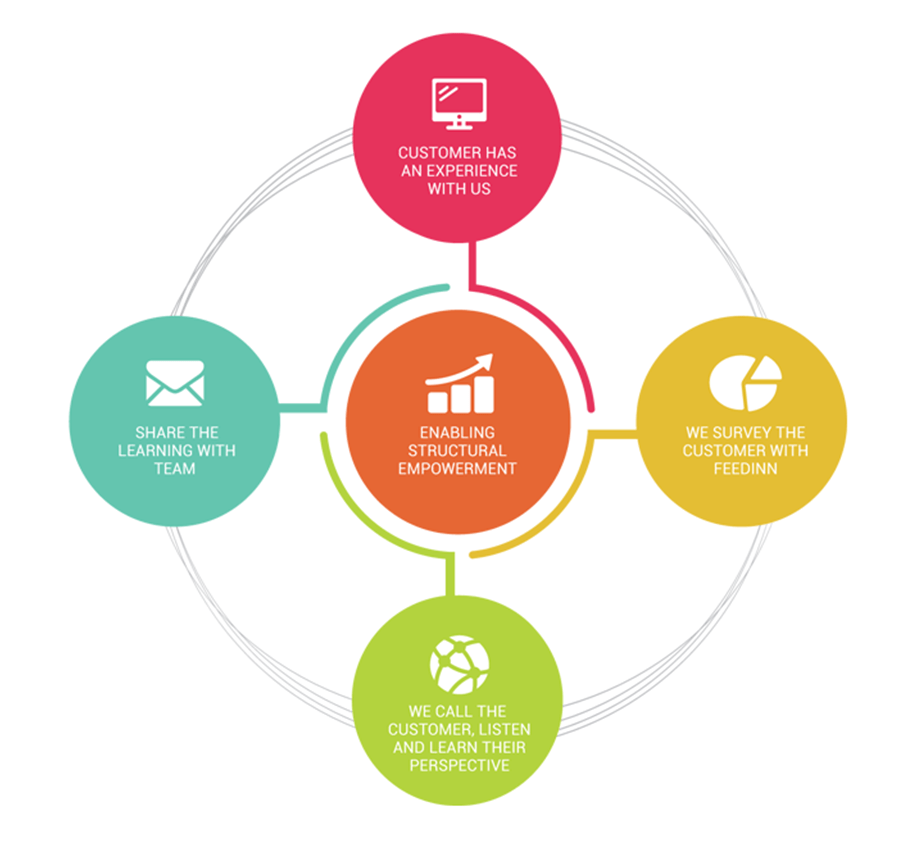 CUSTOMER HAS
AN EXPERIENCE
WITH US
SHARE THE
LEARNING WITH
TEAM
ENABLING
STRUCTURAL
EMPOWERMENT
WE SURVEY THE
CUSTOMER WITH
FEEDINN
WE CALL THE
CUSTOMER, LISTEN
AND LEARN THEIR
PERSPECTIVE